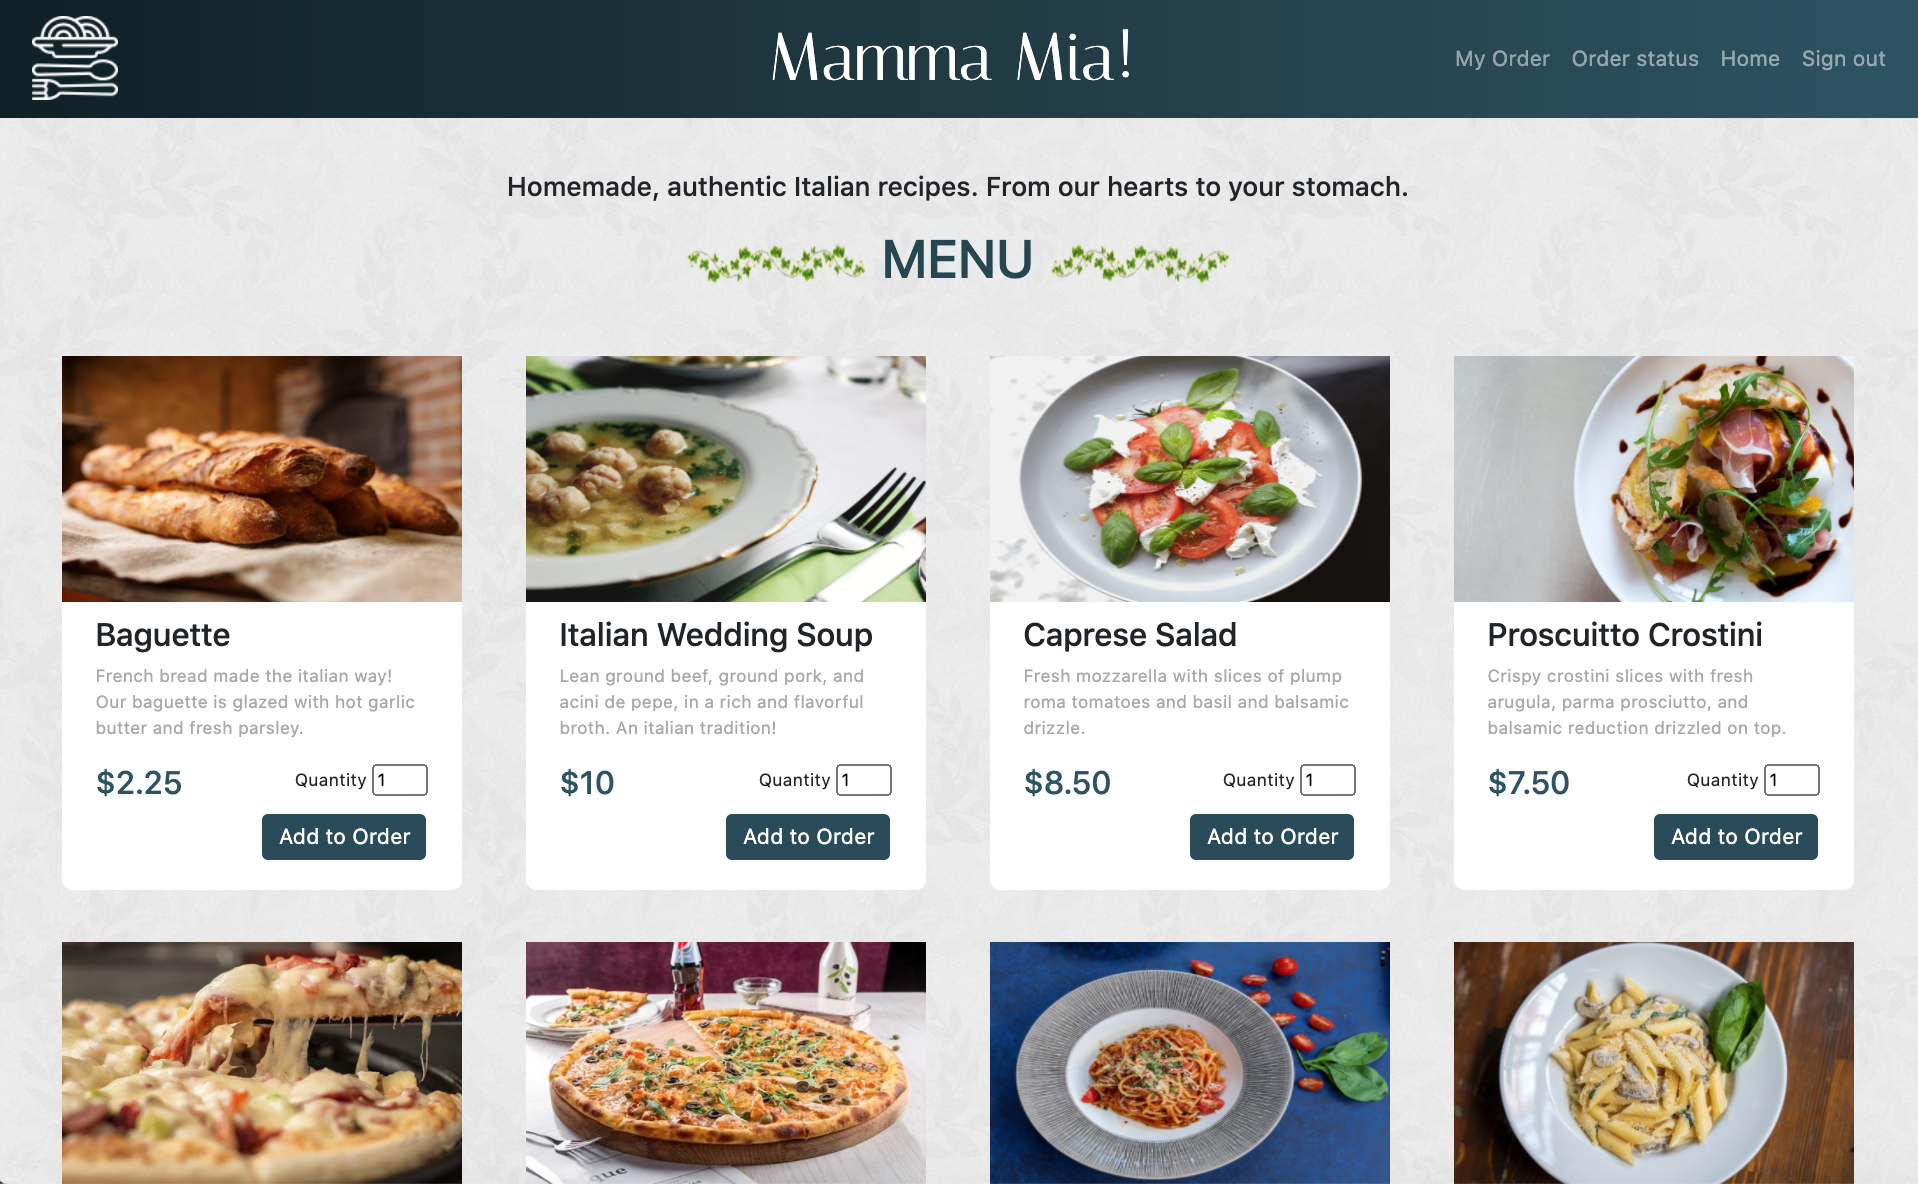 Mamma Mia!
My Order Order status Home Sign out
Homemade, authentic Italian recipes. From our hearts to your stomach.
MENU
Baguette
French bread made the italian way!
Our baguette is glazed with hot garlic
butter and fresh parsley.
$2.25
Quantity 1
Add to Order
Italian Wedding Soup
Lean ground beef, ground pork, and
acini de pepe, in a rich and flavorful
broth. An italian tradition!
$10
Quantity 1
Add to Order
Caprese Salad
Fresh mozzarella with slices of plump
roma tomatoes and basil and balsamic
drizzle.
$8.50
Quantity 1
Add to Order
Proscuitto Crostini
Crispy crostini slices with fresh
arugula, parma prosciutto, and
balsamic reduction drizzled on top.
$7.50
Quantity 1
Add to Order